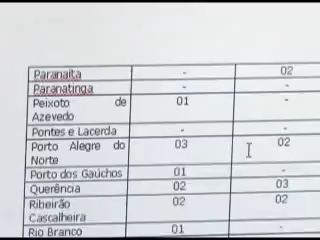 Paranaíta - 02
Paranatinga - -
Peixoto de 01 -
Azevedo
Pontes e Lacerda - -
Porto Alegre do 03 02
Norte
Porto dos Gaúchos 01 -
Querência 02 03
Ribeirão 02 02
Cascalheira
Rio Branco 01 -